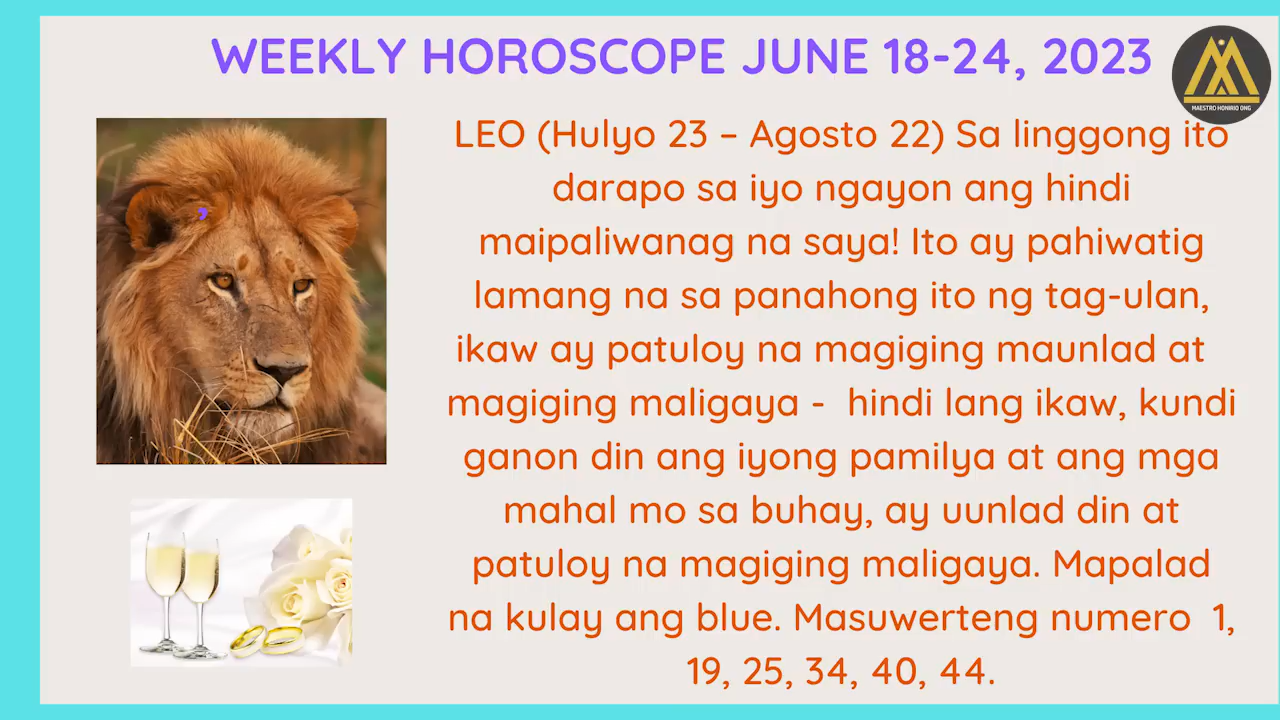 WEEKLY HOROSCOPE JUNE 18-24, 2023
MAESTRO HONIRIO ONG
LEO (Hulyo 23 – Agosto 22) Sa linggong ito
darapo sa iyo ngayon ang hindi
maipaliwanag na saya! Ito ay pahiwatig
lamang na sa panahong ito ng tag-ulan,
ikaw ay patuloy na magiging maunlad at
magiging maligaya - hindi lang ikaw, kundi
ganon din ang iyong pamilya at ang mga
mahal mo sa buhay, ay uunlad din at
patuloy na magiging maligaya. Mapalad
na kulay ang blue. Masuwerteng numero 1,
19, 25, 34, 40, 44.
,